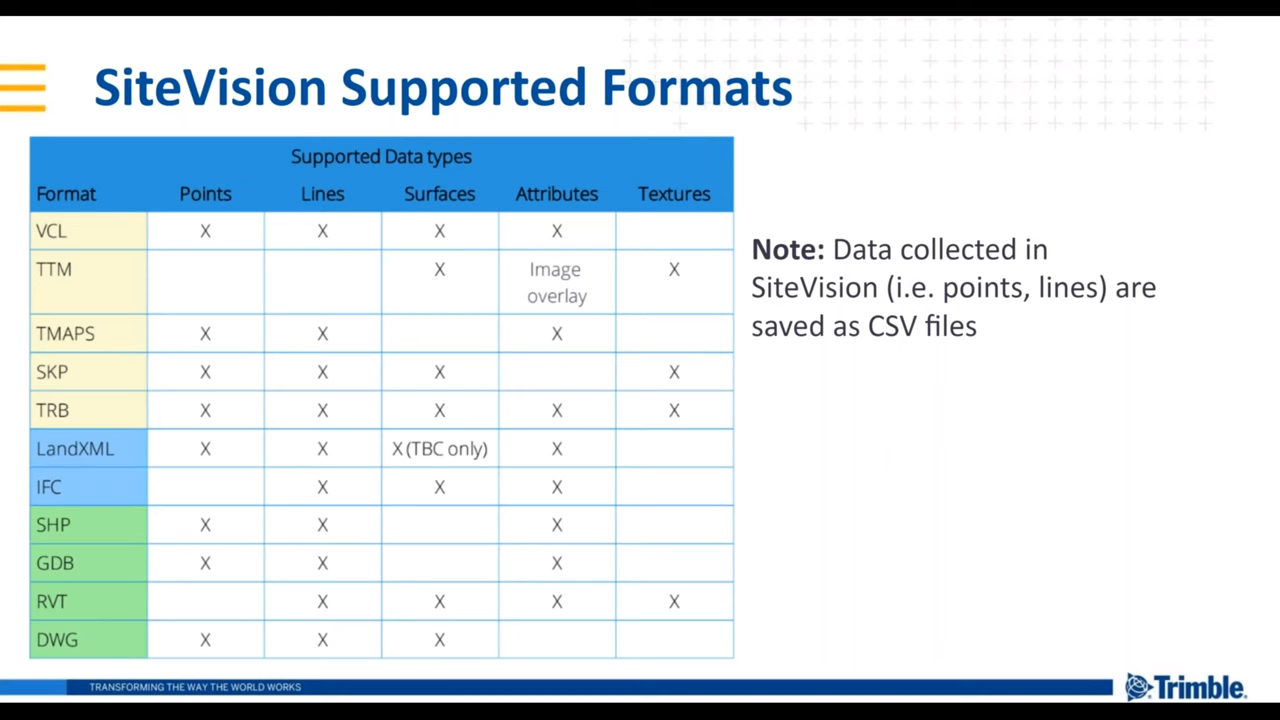 SiteVision Supported Formats
Supported Data types
Format Points Lines Surfaces Attributes Textures
VCL X X X X
TTM X Image overlay X
TMAPS X X X
SKP X X X X
TRB X X X X X
LandXML X X X (TBC only) X
IFC X X X
SHP X X X
GDB X X X
RVT X X X X
DWG X X X
Note: Data collected in
SiteVision (i.e. points, lines) are
saved as CSV files
TRANSFORMING THE WAY THE WORLD WORKS
Trimble.